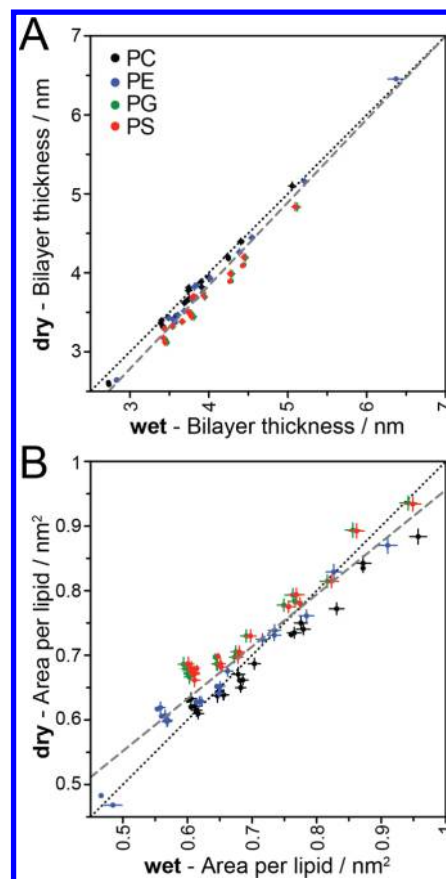 A
7
6
5
4
3
dry - Bilayer thickness / nm
PC
PE
PG
PS
3
4
5
6
7
wet - Bilayer thickness / nm
B
1
0.9
0.8
0.7
0.6
0.5
dry - Area per lipid / nm²
0.5
0.6
0.7
0.8
0.9
1
wet - Area per lipid / nm²